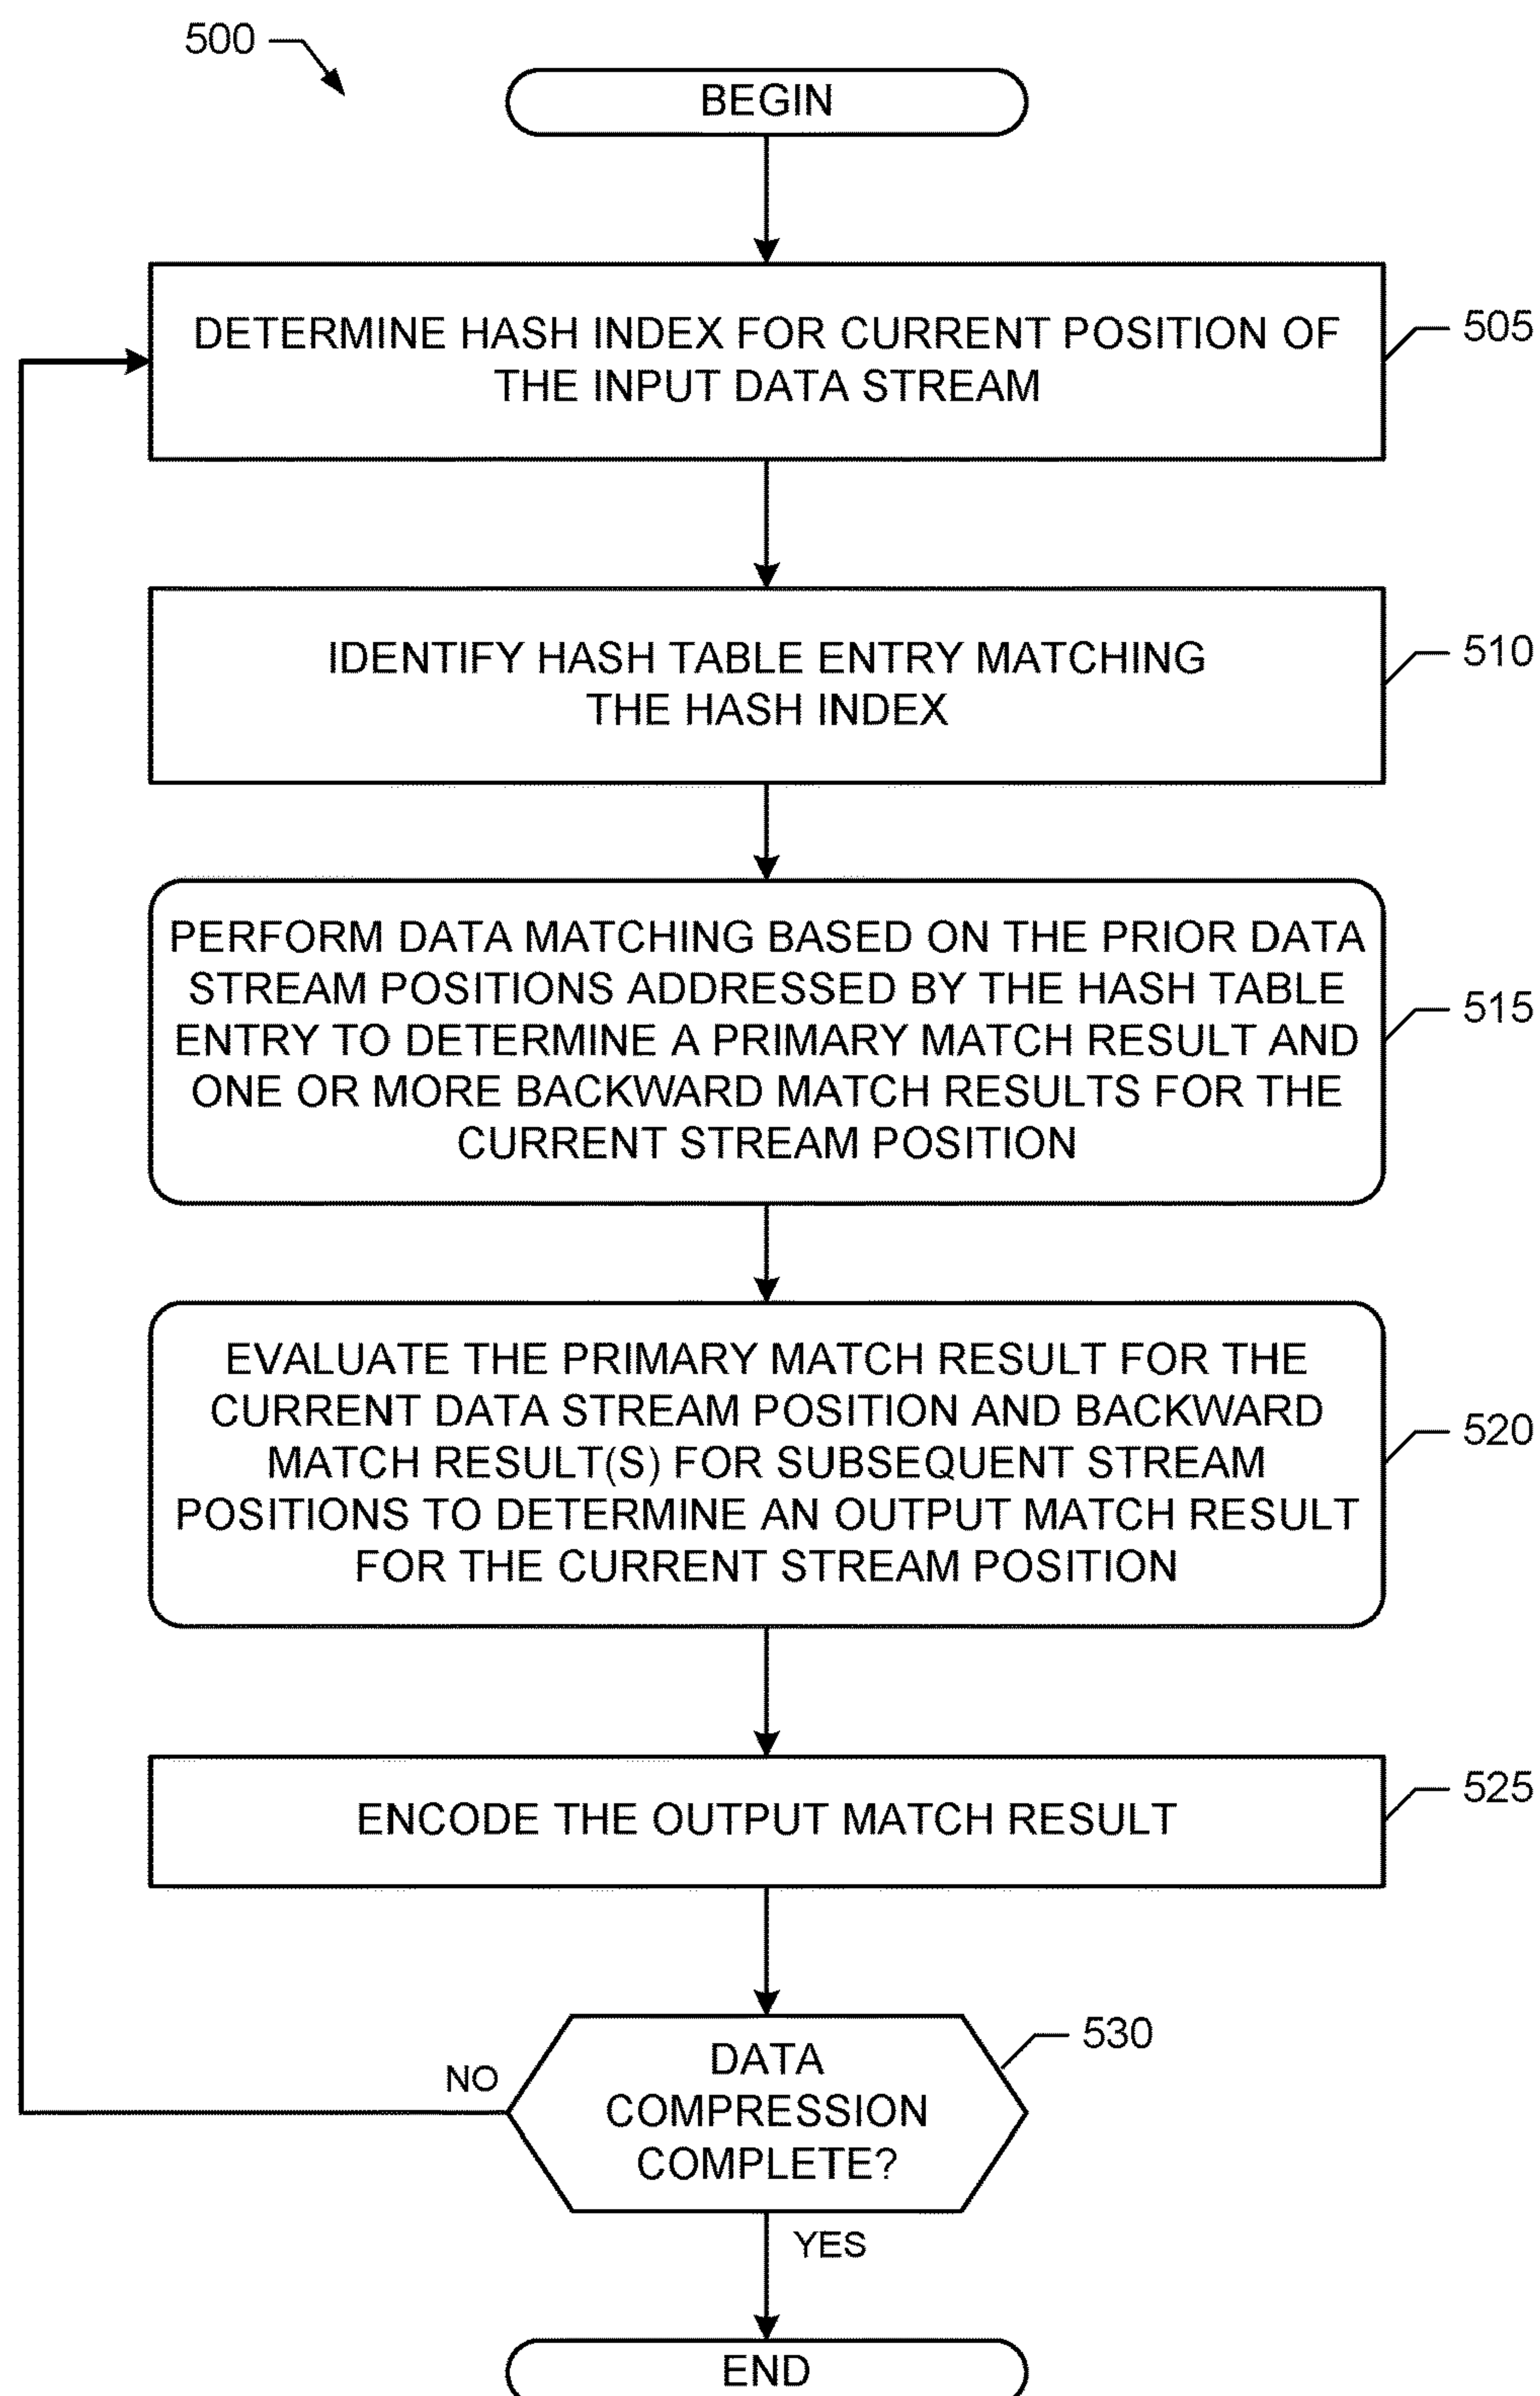 500
BEGIN
DETERMINE HASH INDEX FOR CURRENT POSITION OF
THE INPUT DATA STREAM
505
IDENTIFY HASH TABLE ENTRY MATCHING
THE HASH INDEX
510
PERFORM DATA MATCHING BASED ON THE PRIOR DATA
STREAM POSITIONS ADDRESSED BY THE HASH TABLE
ENTRY TO DETERMINE A PRIMARY MATCH RESULT AND
ONE OR MORE BACKWARD MATCH RESULTS FOR THE
CURRENT STREAM POSITION
515
EVALUATE THE PRIMARY MATCH RESULT FOR THE
CURRENT DATA STREAM POSITION AND BACKWARD
MATCH RESULT(S) FOR SUBSEQUENT STREAM
POSITIONS TO DETERMINE AN OUTPUT MATCH RESULT
FOR THE CURRENT STREAM POSITION
520
ENCODE THE OUTPUT MATCH RESULT
525
DATA
COMPRESSION
COMPLETE?
530
NO
YES
END